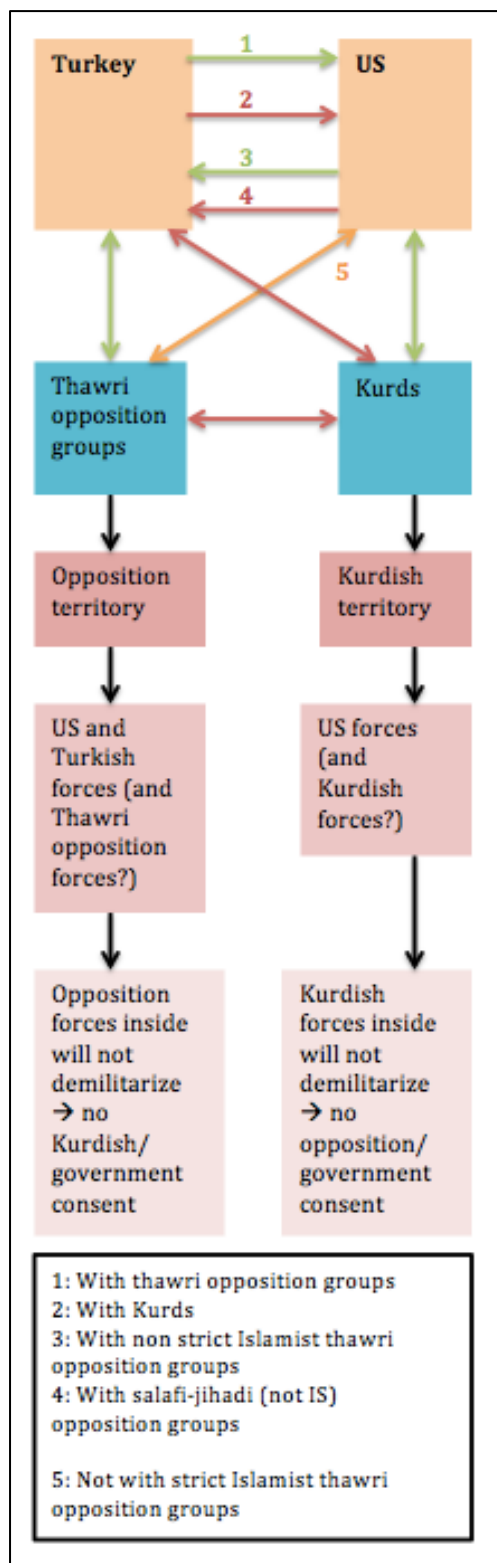 Turkey
1
US
2
3
4
5
Thawri
opposition
groups
Kurds
Opposition
territory
Kurdish
territory
US and
Turkish
forces (and
Thawri
opposition
forces?)
US forces
(and
Kurdish
forces?)
Opposition
forces inside
will not
demilitarize
→ no
Kurdish/
government
consent
Kurdish
forces inside
will not
demilitarize
→ no
opposition/
government
consent
1: With thawri opposition groups
2: With Kurds
3: With non strict Islamist thawri
opposition groups
4: With salafi-jihadi (not IS)
opposition groups
5: Not with strict Islamist thawri
opposition groups